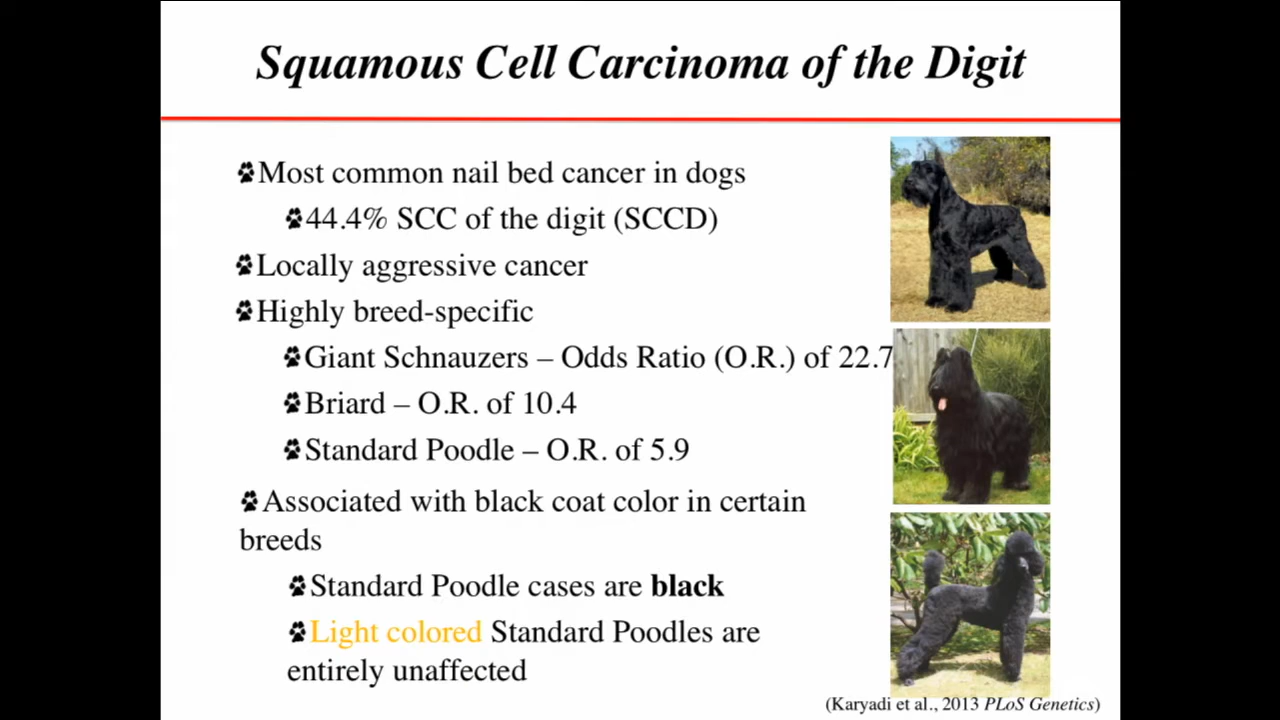 Squamous Cell Carcinoma of the Digit
Most common nail bed cancer in dogs
44.4% SCC of the digit (SCCD)
Locally aggressive cancer
Highly breed-specific
Giant Schnauzers – Odds Ratio (O.R.) of 22.7
Briard – O.R. of 10.4
Standard Poodle – O.R. of 5.9
Associated with black coat color in certain
breeds
Standard Poodle cases are black
Light colored Standard Poodles are
entirely unaffected
(Karyadi et al., 2013 PLoS Genetics)